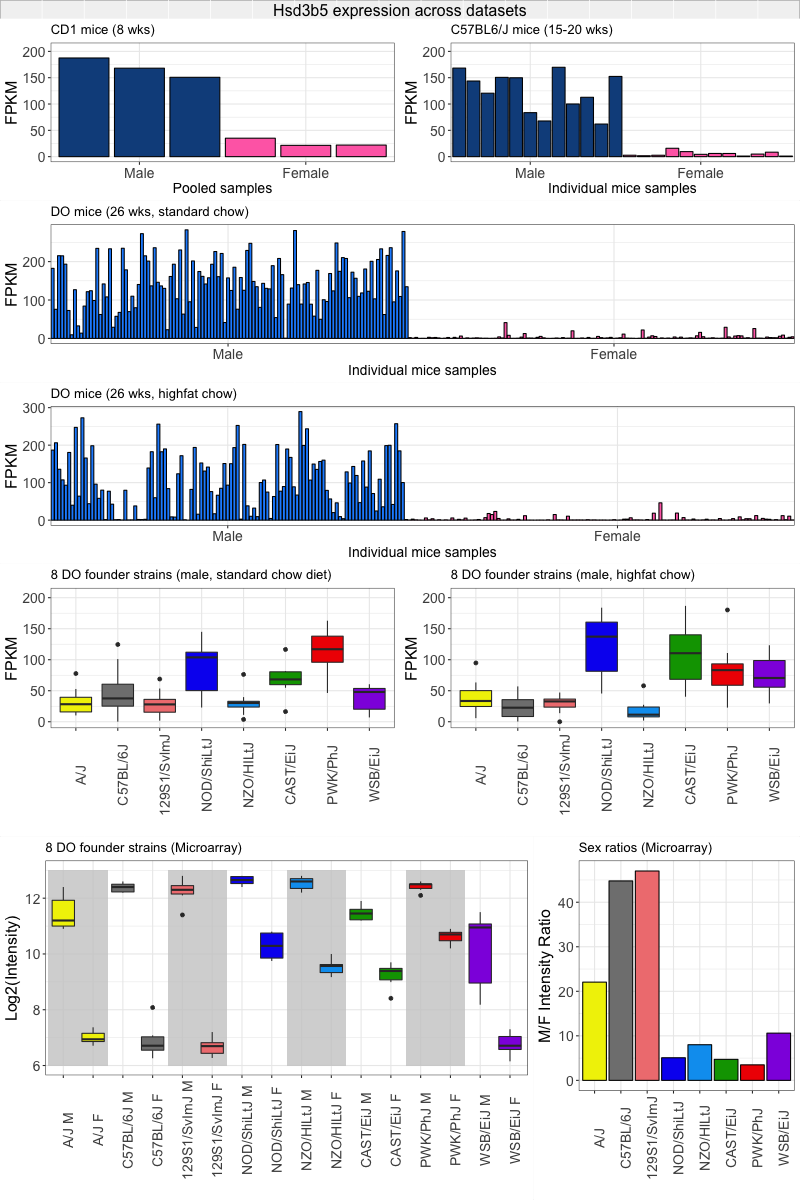 Hsd3b5 expression across datasets
CD1 mice (8 wks)
FPKM
200
150
100
50
0
Male
Female
Pooled samples
C57BL6/J mice (15-20 wks)
FPKM
200
150
100
50
0
Male
Female
Individual mice samples
DO mice (26 wks, standard chow)
FPKM
200
100
0
Male
Female
Individual mice samples
DO mice (26 wks, highfat chow)
FPKM
300
200
100
0
Male
Female
Individual mice samples
8 DO founder strains (male, standard chow diet)
FPKM
200
150
100
50
0
A/J
C57BL/6J
129S1/SvImJ
NOD/ShiLtJ
NZO/HILtJ
CAST/EiJ
PWK/PhJ
WSB/EiJ
8 DO founder strains (male, highfat chow)
FPKM
200
150
100
50
0
A/J
C57BL/6J
129S1/SvImJ
NOD/ShiLtJ
NZO/HILtJ
CAST/EiJ
PWK/PhJ
WSB/EiJ
8 DO founder strains (Microarray)
Log2(Intensity)
12
10
8
6
A/J M
A/J F
C57BL/6J M
C57BL/6J F
129S1/SvImJ M
129S1/SvImJ F
NOD/ShiLtJ M
NOD/ShiLtJ F
NZO/HILtJ M
NZO/HILtJ F
CAST/EiJ M
CAST/EiJ F
PWK/PhJ M
PWK/PhJ F
WSB/EiJ M
WSB/EiJ F
Sex ratios (Microarray)
M/F Intensity Ratio
40
30
20
10
0
A/J
C57BL/6J
129S1/SvImJ
NOD/ShiLtJ
NZO/HILtJ
CAST/EiJ
PWK/PhJ
WSB/EiJ